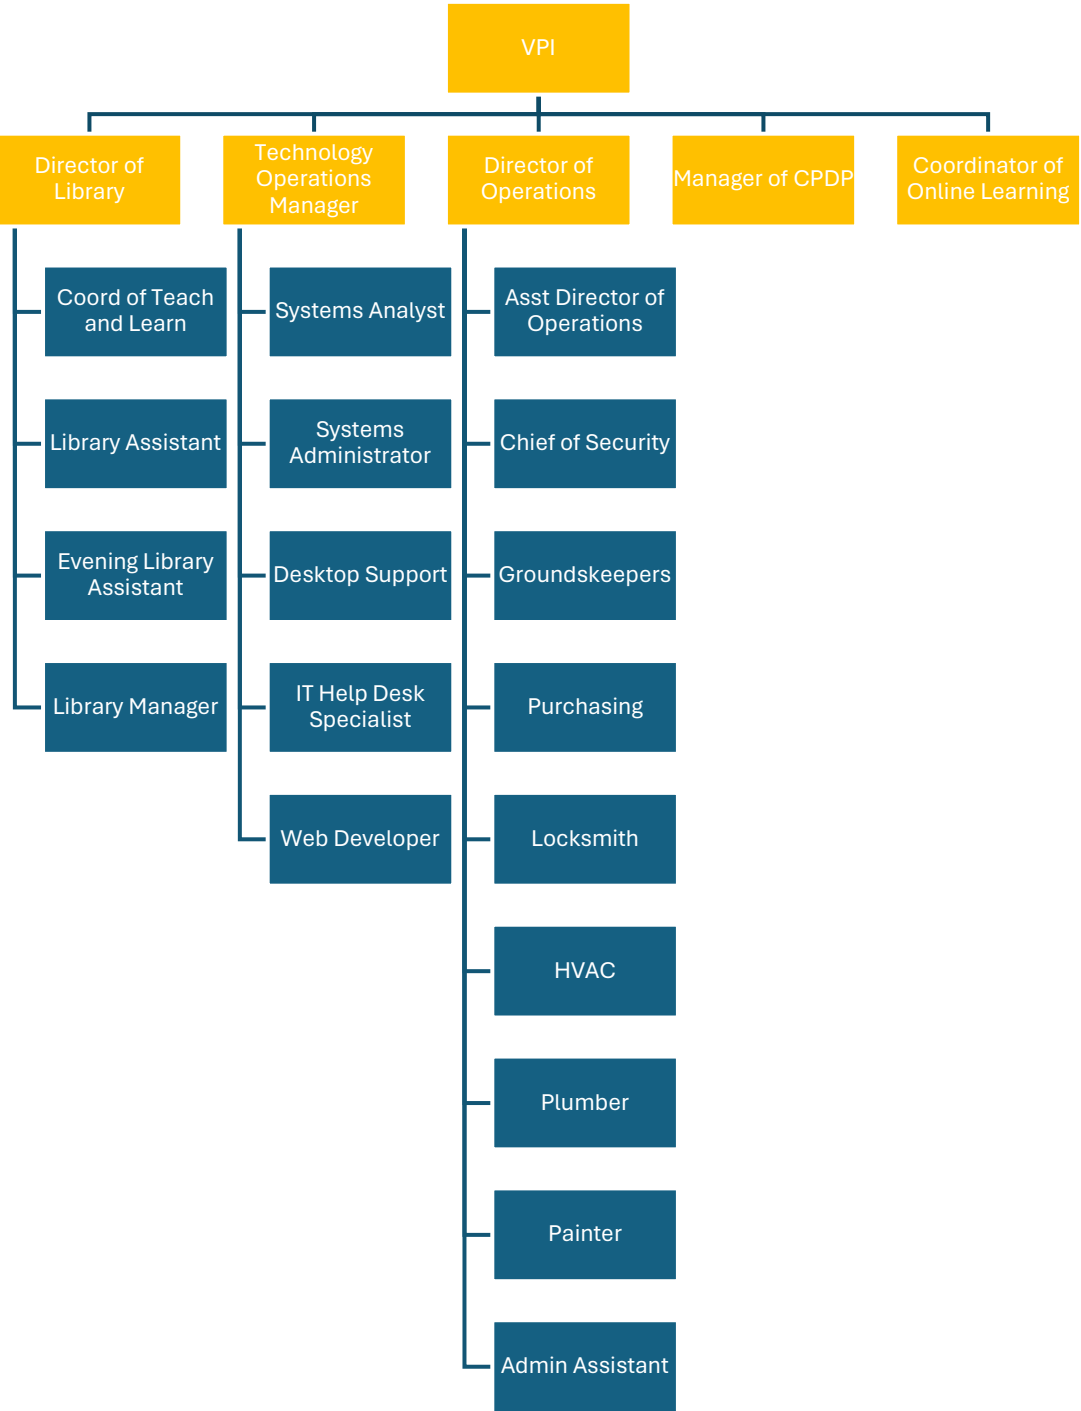 VPI
Director of
Library
Technology
Operations
Manager
Director of
Operations
Manager of CPDP
Coordinator of
Online Learning
Coord of Teach
and Learn
Library Assistant
Evening Library
Assistant
Library Manager
Systems Analyst
Systems
Administrator
Desktop Support
IT Help Desk
Specialist
Web Developer
Asst Director of
Operations
Chief of Security
Groundskeepers
Purchasing
Locksmith
HVAC
Plumber
Painter
Admin Assistant